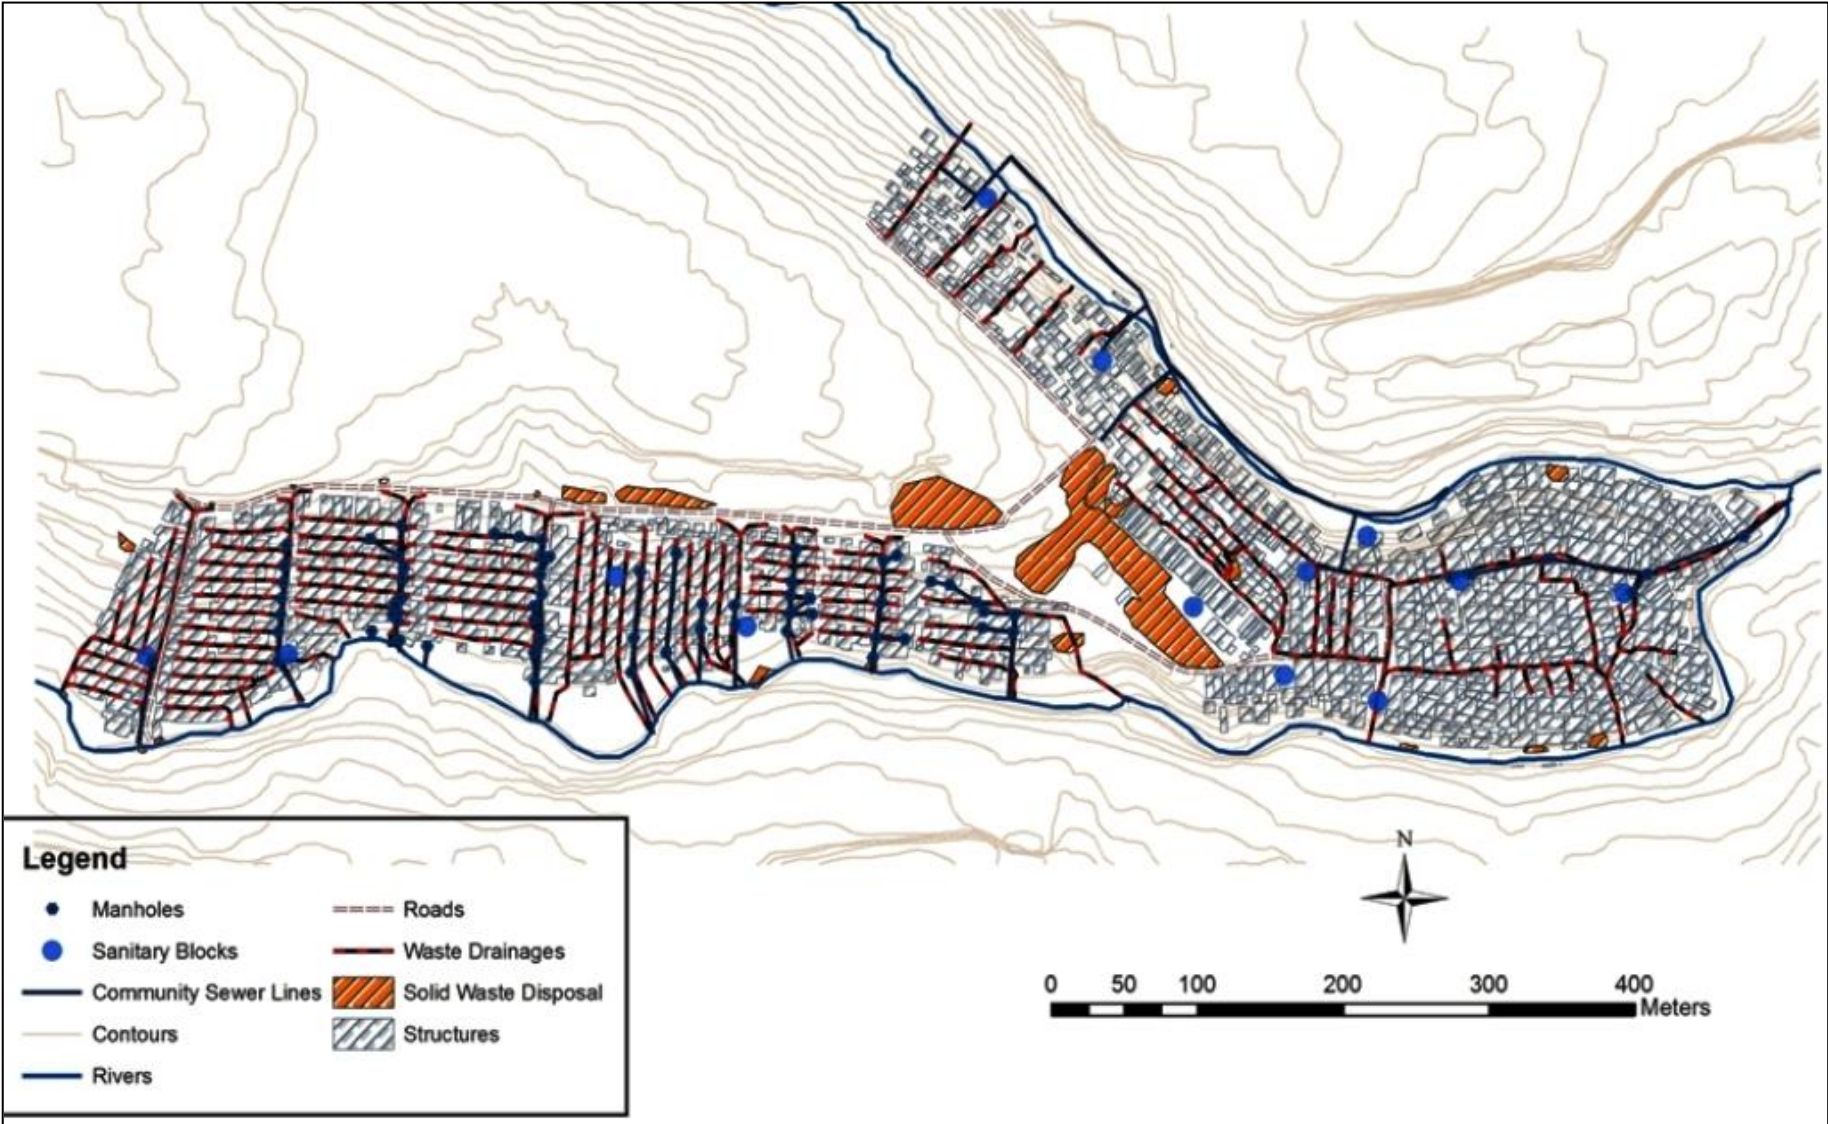 N
Legend
Manholes
Roads
Sanitary Blocks
Waste Drainages
Community Sewer Lines
Solid Waste Disposal
Contours
Structures
Rivers
0 50 100 200 300 400
Meters